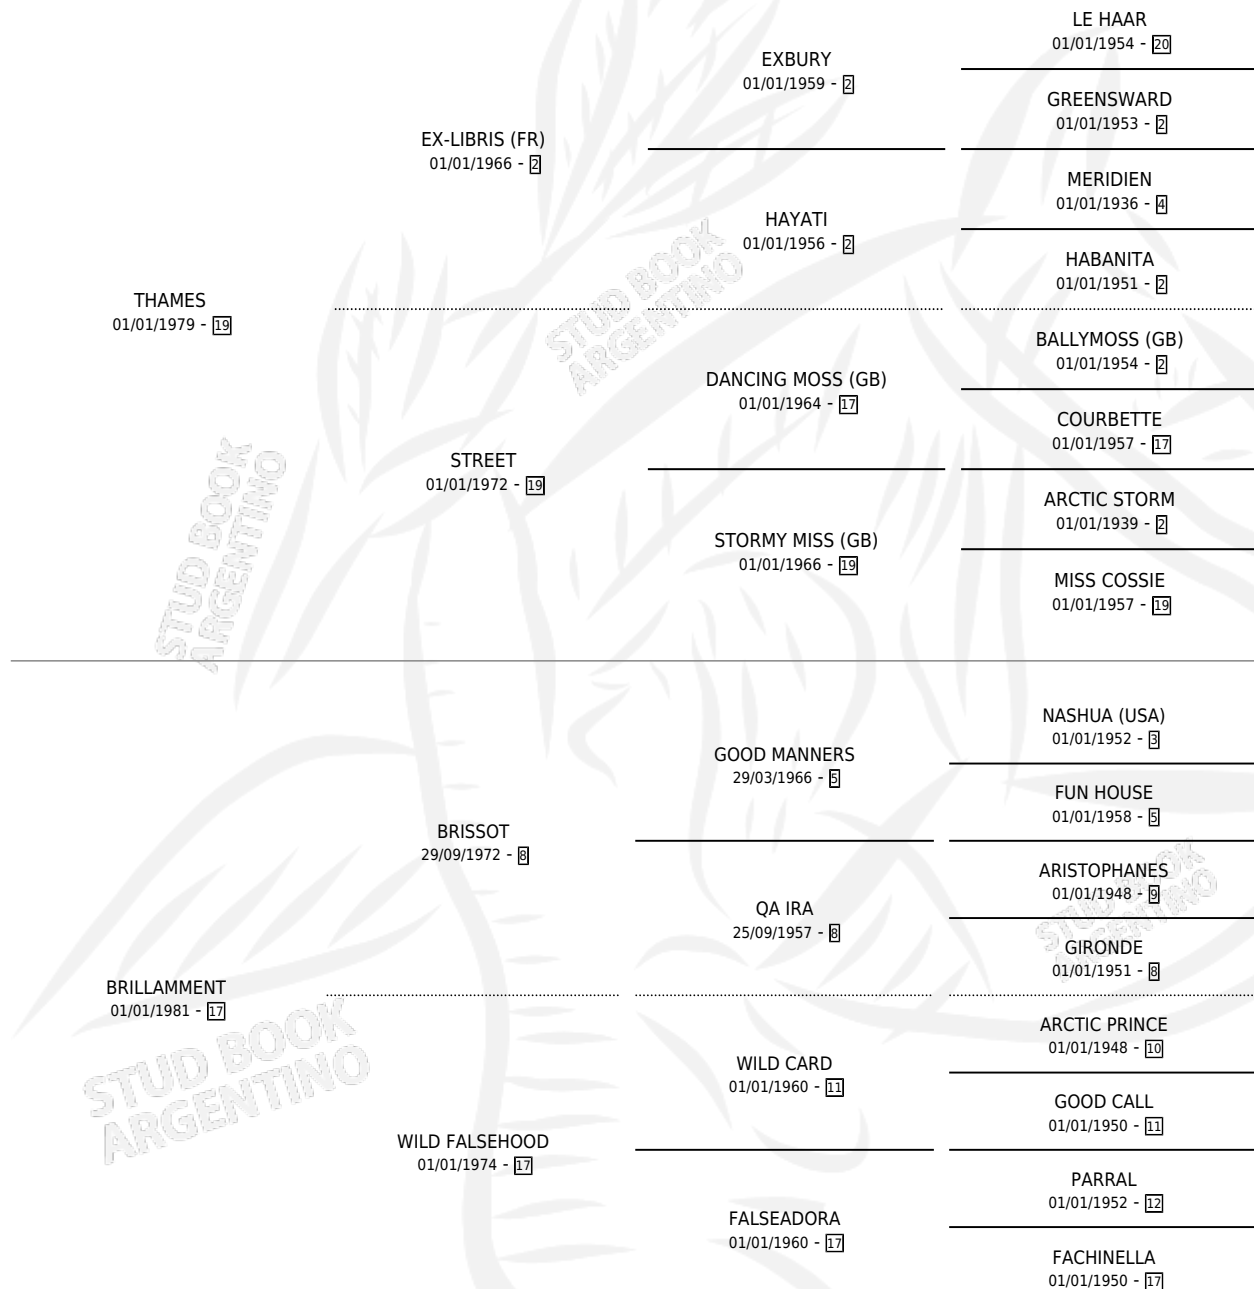 LE HAAR
01/01/1954 - 20
EXBURY
01/01/1959 - 2
GREENSWARD
01/01/1953 - 2
EX-LIBRIS (FR)
01/01/1966 - 2
MERIDIEN
01/01/1936 - 4
HAYATI
01/01/1956 - 2
HABANITA
01/01/1951 - 2
THAMES
01/01/1979 - 19
STUD BOOK
ARGENTINO
BALLYMOSS (GB)
01/01/1954 - 2
DANCING MOSS (GB)
01/01/1964 - 17
COURBETTE
01/01/1957 - 17
STREET
01/01/1972 - 19
ARCTIC STORM
01/01/1939 - 2
STORMY MISS (GB)
01/01/1966 - 19
MISS COSSIE
01/01/1957 - 19
STUD BOOK
ARGENTINO
NASHUA (USA)
01/01/1952 - 3
GOOD MANNERS
29/03/1966 - 5
FUN HOUSE
01/01/1958 - 5
BRISSOT
29/09/1972 - 8
ARISTOPHANES
01/01/1948 - 9
QA IRA
25/09/1957 - 8
STUD BOOK
ARGENTINO
GIRONDE
01/01/1951 - 8
BRILLAMMENT
01/01/1981 - 17
STUD BOOK
ARGENTINO
ARCTIC PRINCE
01/01/1948 - 10
WILD CARD
01/01/1960 - 11
GOOD CALL
01/01/1950 - 11
WILD FALSEHOOD
01/01/1974 - 17
PARRAL
01/01/1952 - 12
FALSEADORA
01/01/1960 - 17
FACHINELLA
01/01/1950 - 17